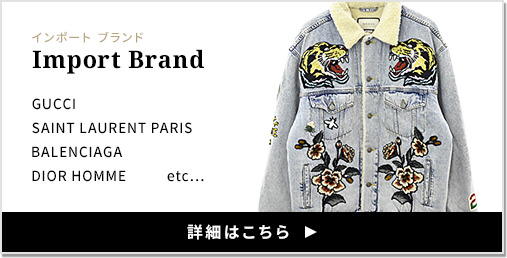 インポート ブランド
Import Brand
GUCCI
SAINT LAURENT PARIS
BALENCIAGA
DIOR HOMME etc...
詳細はこちら ▶